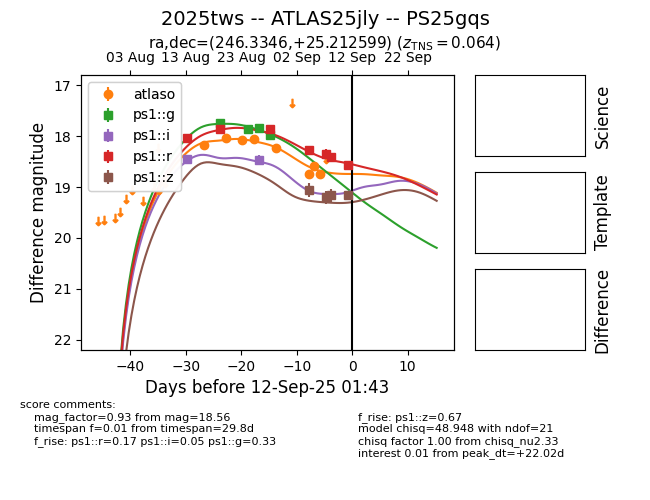 2025tws -- ATLAS25jly -- PS25gqs
ra,dec=(246.3346,+25.212599) (z_TNS = 0.064)
03 Aug 13 Aug 23 Aug 02 Sep 12 Sep 22 Sep
atlaso
ps1::g
ps1::i
ps1::r
ps1::z
17
18
19
20
21
22
Difference magnitude
−40 −30 −20 −10 0 10
Days before 12-Sep-25 01:43
Science
Template
Difference
score comments:
mag_factor=0.93 from mag=18.56
timespan f=0.01 from timespan=29.8d
f_rise: ps1::r=0.17 ps1::i=0.05 ps1::g=0.33
f_rise: ps1::z=0.67
model chisq=48.948 with ndof=21
chisq factor 1.00 from chisq_nu2.33
interest 0.01 from peak_dt=+22.02d